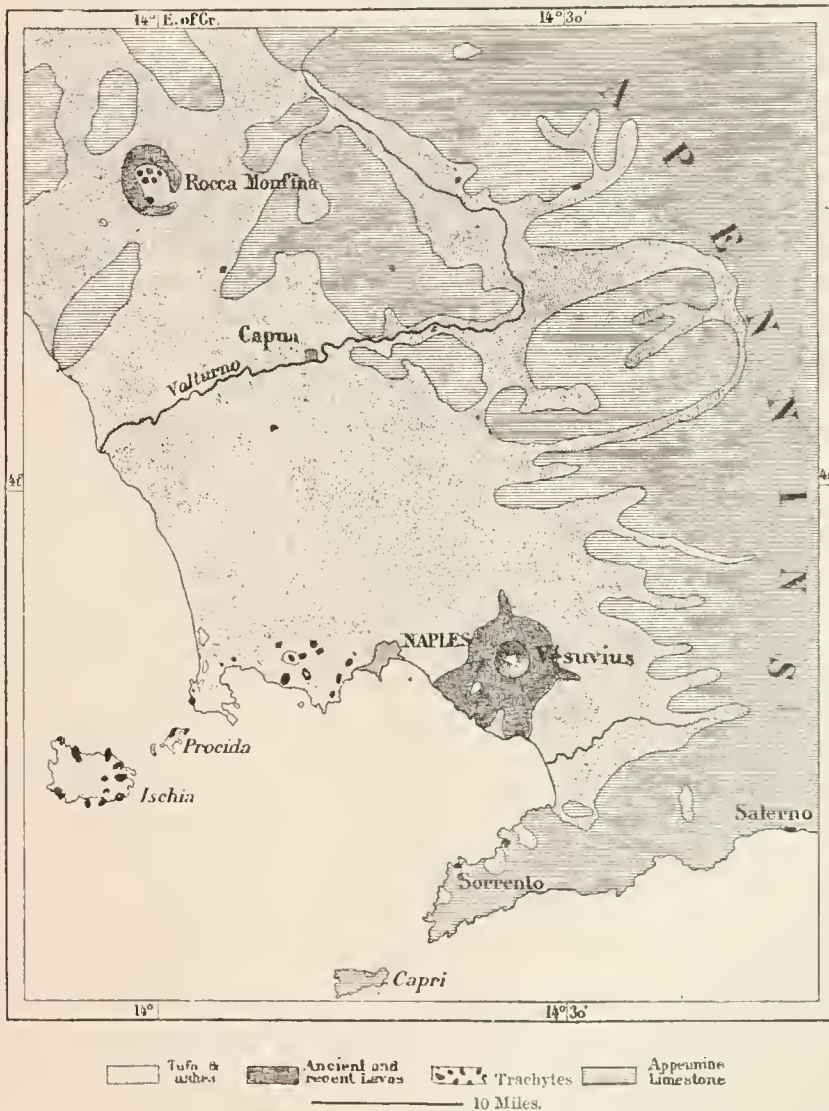 14° E. of Gr.
14° 30'
APENNINS
Rocca Monfina
Capua
Volturno
41
NAPLES
Vesuvius
Procida
Ischia
Salerno
Sorrento
Capri
14°
14° 30'
Tufa & ashes
Ancient and recent Lavas
Trachytes
Appennine Limestone
10 Miles.